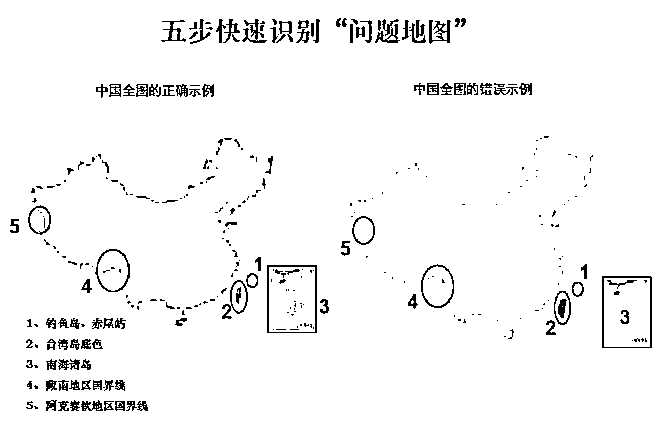 五步快速识别“问题地图”
中国全图的正确示例
中国全图的错误示例
5
4
1
2
3
5
4
1
2
3
1、钓鱼岛、赤尾屿
2、台湾岛底色
3、南海诸岛
4、藏南地区国界线
5、阿克赛钦地区国界线